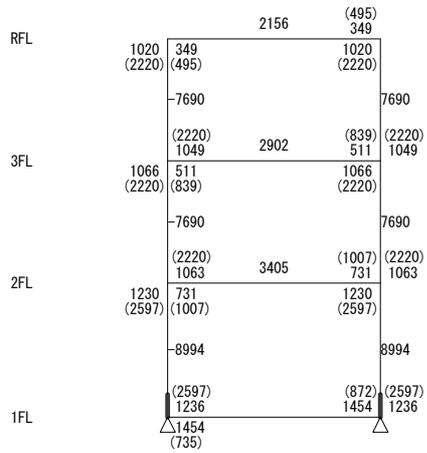 (495)
2156 349
RFL
1020 349 1020
(2220) (495) (2220)
-7690 7690
(2220) (839) (2220)
1049 2902 511 1049
3FL
1066 511 1066
(2220) (839) (2220)
-7690 7690
(2220) (1007) (2220)
1063 3405 731 1063
2FL
1230 731 1230
(2597) (1007) (2597)
-8994 8994
(2597) (872) (2597)
1236 1454 1236
1FL
1454
(735)